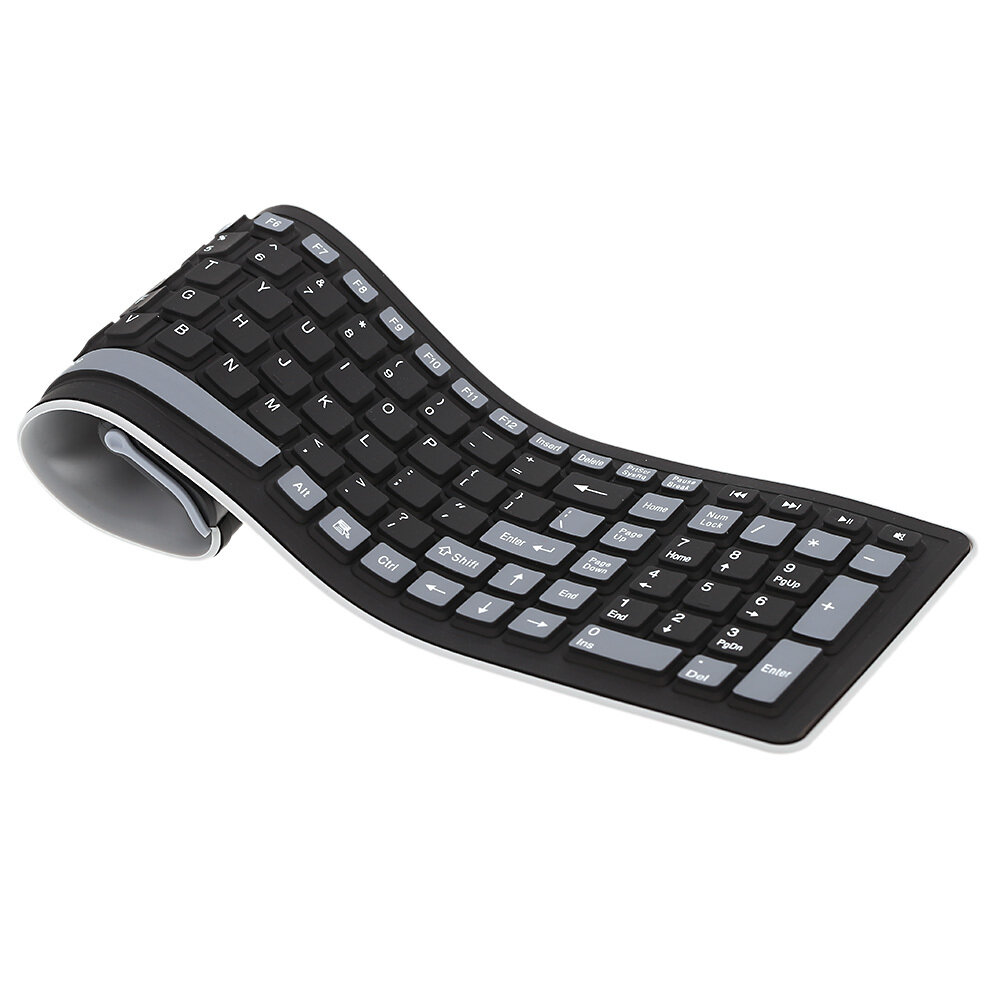 F6 F7 F8 F9 F10 F11 F12 Insert Delete PrtScr SysRq Pause Break
% 5 ^ 6 & 7 * 8 ( 9 ) 0 — - + = ← Home Num Lock / * −
T Y U I O P { [ } ] | \ Page Up 7 Home 8 ↑ 9 PgUp +
G H J K L : ; " ' Enter ↵ Page Down 4 ← 5 6 →
V B N M < , > . ? / ⇧ Shift ↑ End 1 End 2 ↓ 3 PgDn Enter
Alt Ctrl ← ↓ → 0 Ins . Del